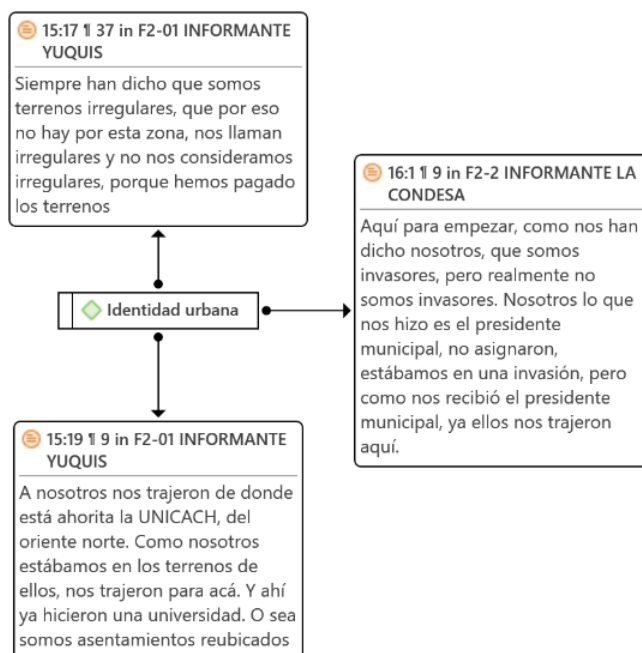 15:17 ¶ 37 in F2-01 INFORMANTE
YUQUIS
Siempre han dicho que somos
terrenos irregulares, que por eso
no hay por esta zona, nos llaman
irregulares y no nos consideramos
irregulares, porque hemos pagado
los terrenos
16:1 ¶ 9 in F2-2 INFORMANTE LA
CONDESA
Aquí para empezar, como nos han
dicho nosotros, que somos
invasores, pero realmente no
somos invasores. Nosotros lo que
nos hizo es el presidente
municipal, no asignaron,
estábamos en una invasión, pero
como nos recibió el presidente
municipal, ya ellos nos trajeron
aquí.
Identidad urbana
15:19 ¶ 9 in F2-01 INFORMANTE
YUQUIS
A nosotros nos trajeron de donde
está ahorita la UNICACH, del
oriente norte. Como nosotros
estábamos en los terrenos de
ellos, nos trajeron para acá. Y ahí
ya hicieron una universidad. O sea
somos asentamientos reubicados